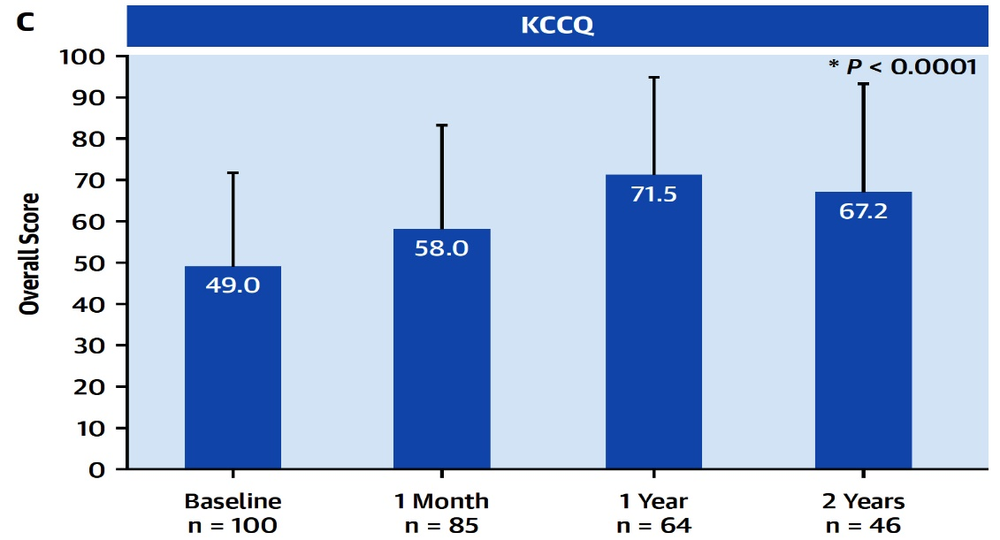 C
KCCQ
* P < 0.0001
Overall Score
100
90
80
70
60
50
40
30
20
10
0
49.0
58.0
71.5
67.2
Baseline
n = 100
1 Month
n = 85
1 Year
n = 64
2 Years
n = 46